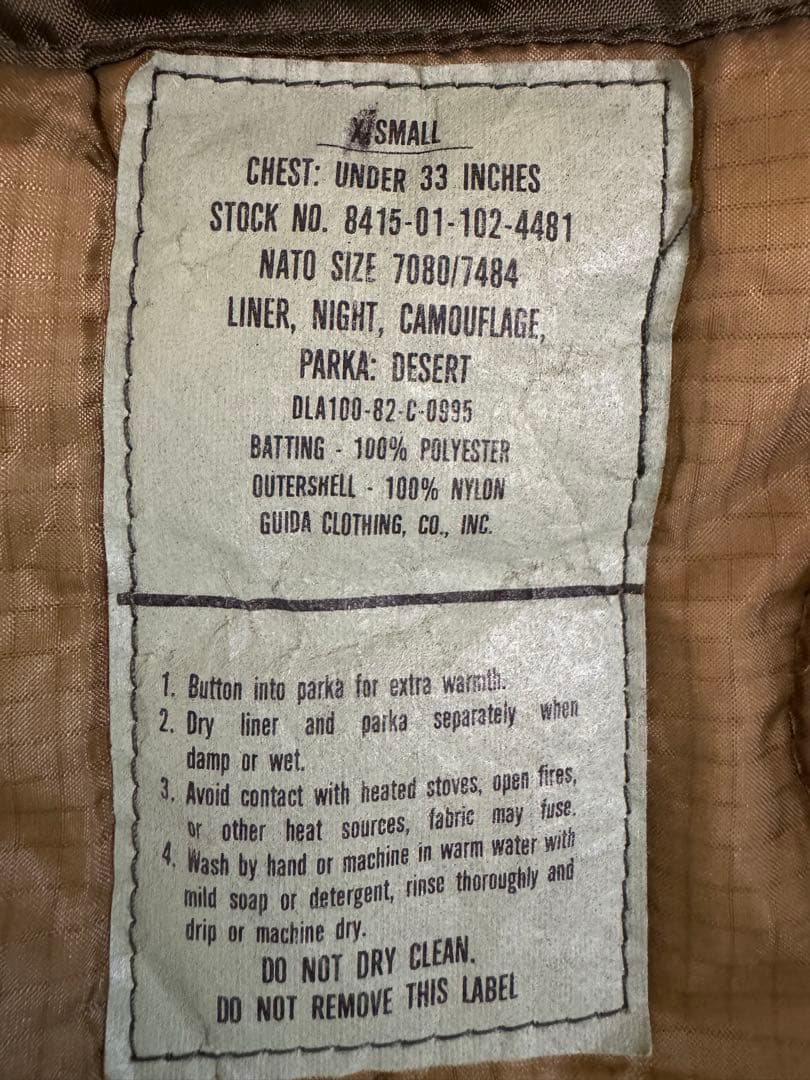 X/SMALL
CHEST: UNDER 33 INCHES
STOCK NO. 8415-01-102-4481
NATO SIZE 7080/7484
LINER, NIGHT, CAMOUFLAGE,
PARKA: DESERT
DLA100-82-C-0995
BATTING - 100% POLYESTER
OUTERSHELL - 100% NYLON
GUIDA CLOTHING, CO., INC.
1. Button into parka for extra warmth.
2. Dry liner and parka separately when
damp or wet.
3. Avoid contact with heated stoves, open fires,
or other heat sources, fabric may fuse.
4. Wash by hand or machine in warm water with
mild soap or detergent, rinse thoroughly and
drip or machine dry.
DO NOT DRY CLEAN.
DO NOT REMOVE THIS LABEL